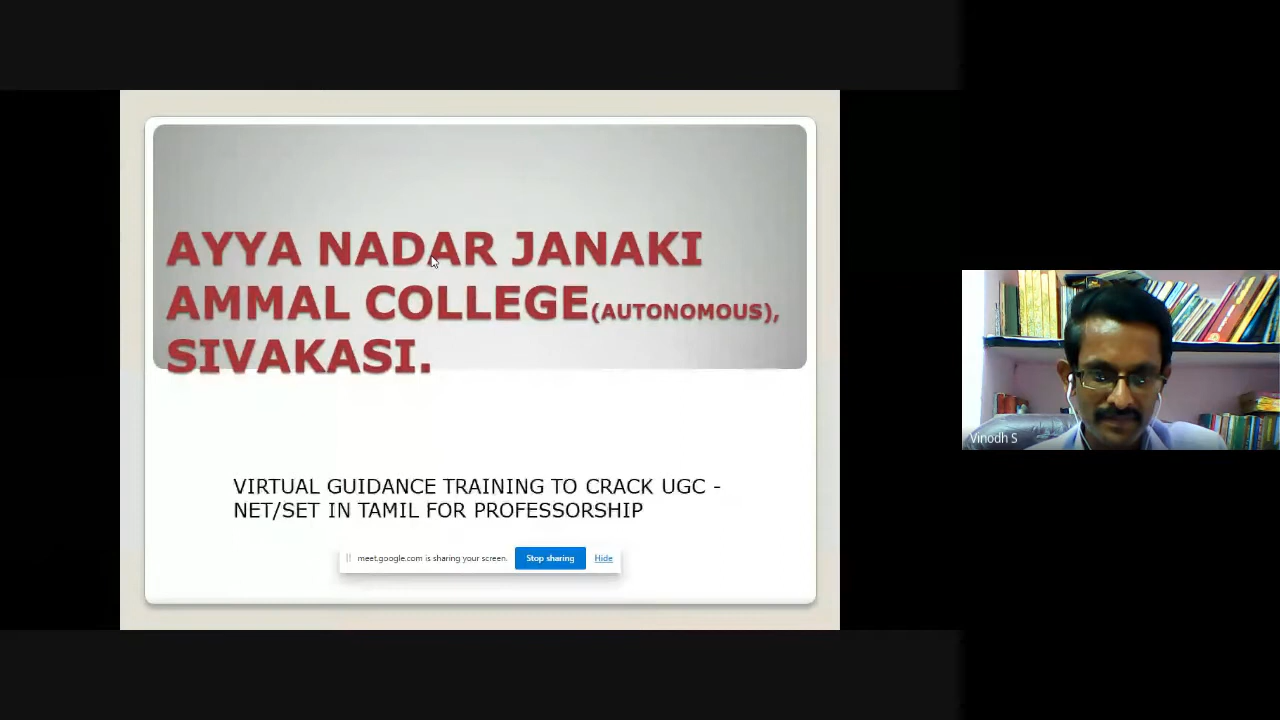 AYYA NADAR JANAKI
AMMAL COLLEGE(AUTONOMOUS),
SIVAKASI.
VIRTUAL GUIDANCE TRAINING TO CRACK UGC -
NET/SET IN TAMIL FOR PROFESSORSHIP
meet.google.com is sharing your screen. Stop sharing Hide
Vinodh S